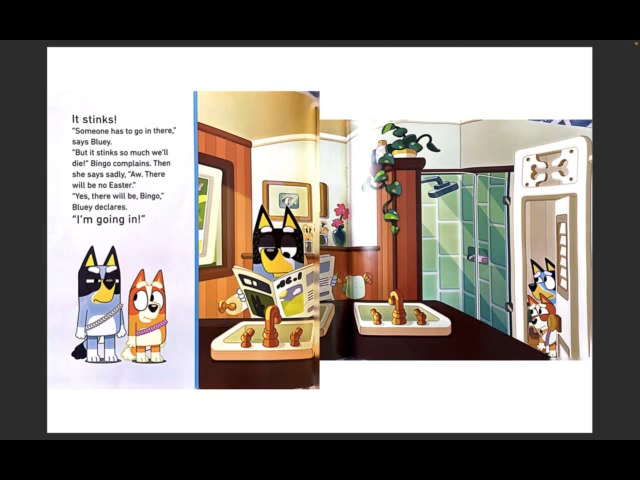 It stinks!
“Someone has to go in there,”
says Bluey.
“But it stinks so much we’ll
die!” Bingo complains. Then
she says sadly, “Aw. There
will be no Easter.”
“Yes, there will be, Bingo,”
Bluey declares.
“I’m going in!”